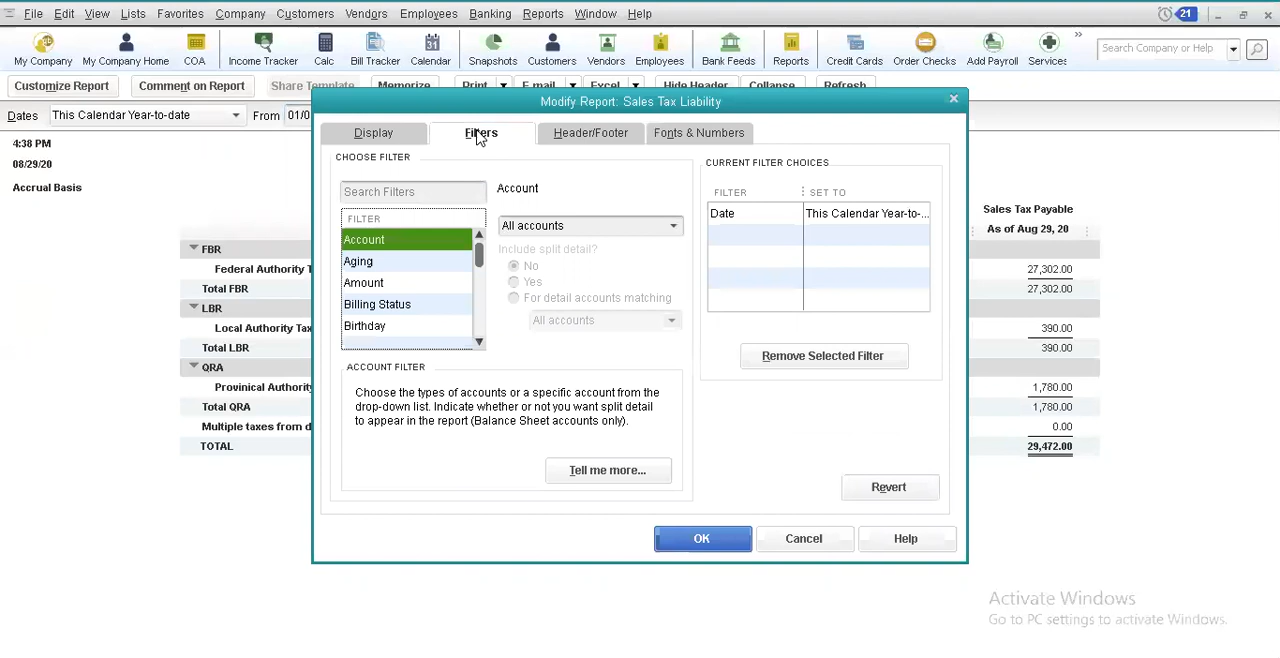 File Edit View Lists Favorites Company Customers Vendors Employees Banking Reports Window Help 21
My Company My Company Home COA Income Tracker Calc Bill Tracker 31 Calendar Snapshots Customers Vendors Employees Bank Feeds Reports Credit Cards Order Checks Add Payroll Services Search Company or Help
Customize Report Comment on Report Share Template Memorize Print E-mail Excel Hide Header Collapse Refresh
Dates This Calendar Year-to-date From 01/0
4:38 PM
08/29/20
Accrual Basis
Sales Tax Payable
As of Aug 29, 20
FBR
Federal Authority T 27,302.00
Total FBR 27,302.00
LBR
Local Authority Tax 390.00
Total LBR 390.00
QRA
Provinical Authority 1,780.00
Total QRA 1,780.00
Multiple taxes from d 0.00
TOTAL 29,472.00
Modify Report: Sales Tax Liability
Display Filters Header/Footer Fonts & Numbers
CHOOSE FILTER
Search Filters
FILTER
Account
Aging
Amount
Billing Status
Birthday
Account
All accounts
Include split detail?
No
Yes
For detail accounts matching
All accounts
ACCOUNT FILTER
Choose the types of accounts or a specific account from the
drop-down list. Indicate whether or not you want split detail
to appear in the report (Balance Sheet accounts only).
Tell me more...
CURRENT FILTER CHOICES
FILTER SET TO
Date This Calendar Year-to-...
Remove Selected Filter
Revert
OK Cancel Help
Activate Windows
Go to PC settings to activate Windows.